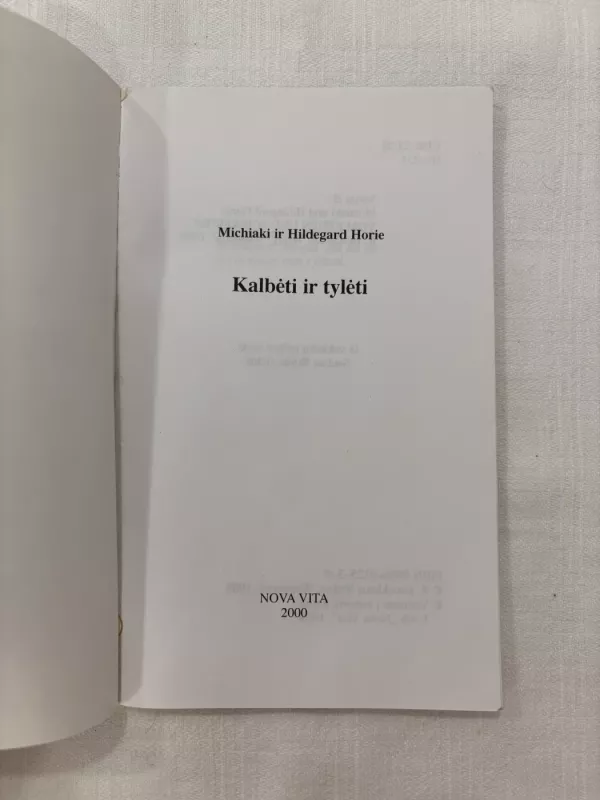 Michiaki ir Hildegard Horie
Kalbėti ir tylėti
NOVA VITA
2000